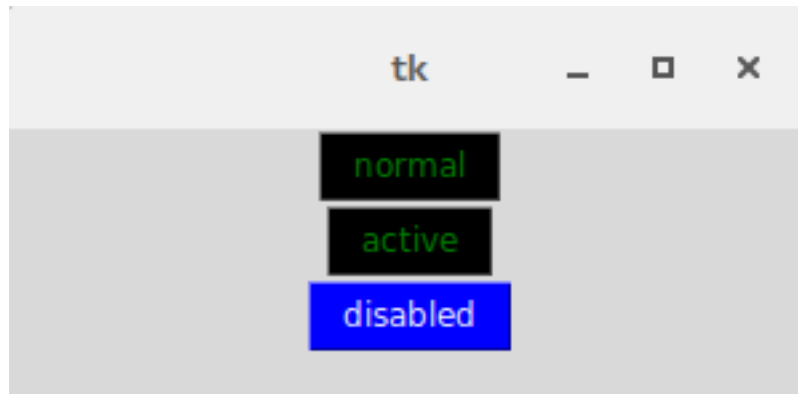 tk
normal
active
disabled